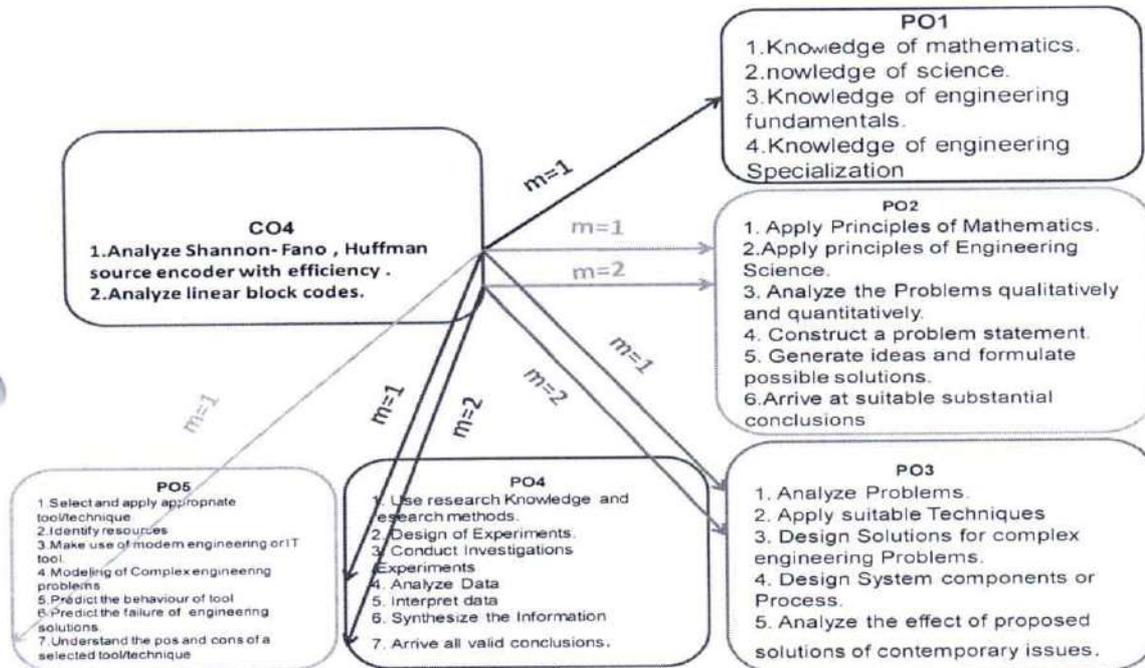 PO1
1.Knowledge of mathematics.
2.nowledge of science.
3.Knowledge of engineering
fundamentals.
4.Knowledge of engineering
Specialization
m=1
CO4
1.Analyze Shannon- Fano , Huffman
source encoder with efficiency .
2.Analyze linear block codes.
m=1
m=2
PO2
1. Apply Principles of Mathematics.
2.Apply principles of Engineering
Science.
3. Analyze the Problems qualitatively
and quantitatively.
4. Construct a problem statement.
5. Generate ideas and formulate
possible solutions.
6.Arrive at suitable substantial
conclusions
m=1
m=1
m=2
m=1
m=2
PO5
1.Select and apply appropriate
tool/technique
2.Identify resources
3.Make use of modern engineering or IT
tool.
4.Modeling of Complex engineering
problems
5.Predict the behaviour of tool
6.Predict the failure of engineering
solutions.
7.Understand the pos and cons of a
selected tool/technique
PO4
1. Use research Knowledge and
research methods.
2. Design of Experiments.
3. Conduct Investigations
Experiments
4. Analyze Data
5. Interpret data
6. Synthesize the Information
7. Arrive all valid conclusions.
PO3
1. Analyze Problems.
2. Apply suitable Techniques
3. Design Solutions for complex
engineering Problems.
4. Design System components or
Process.
5. Analyze the effect of proposed
solutions of contemporary issues.